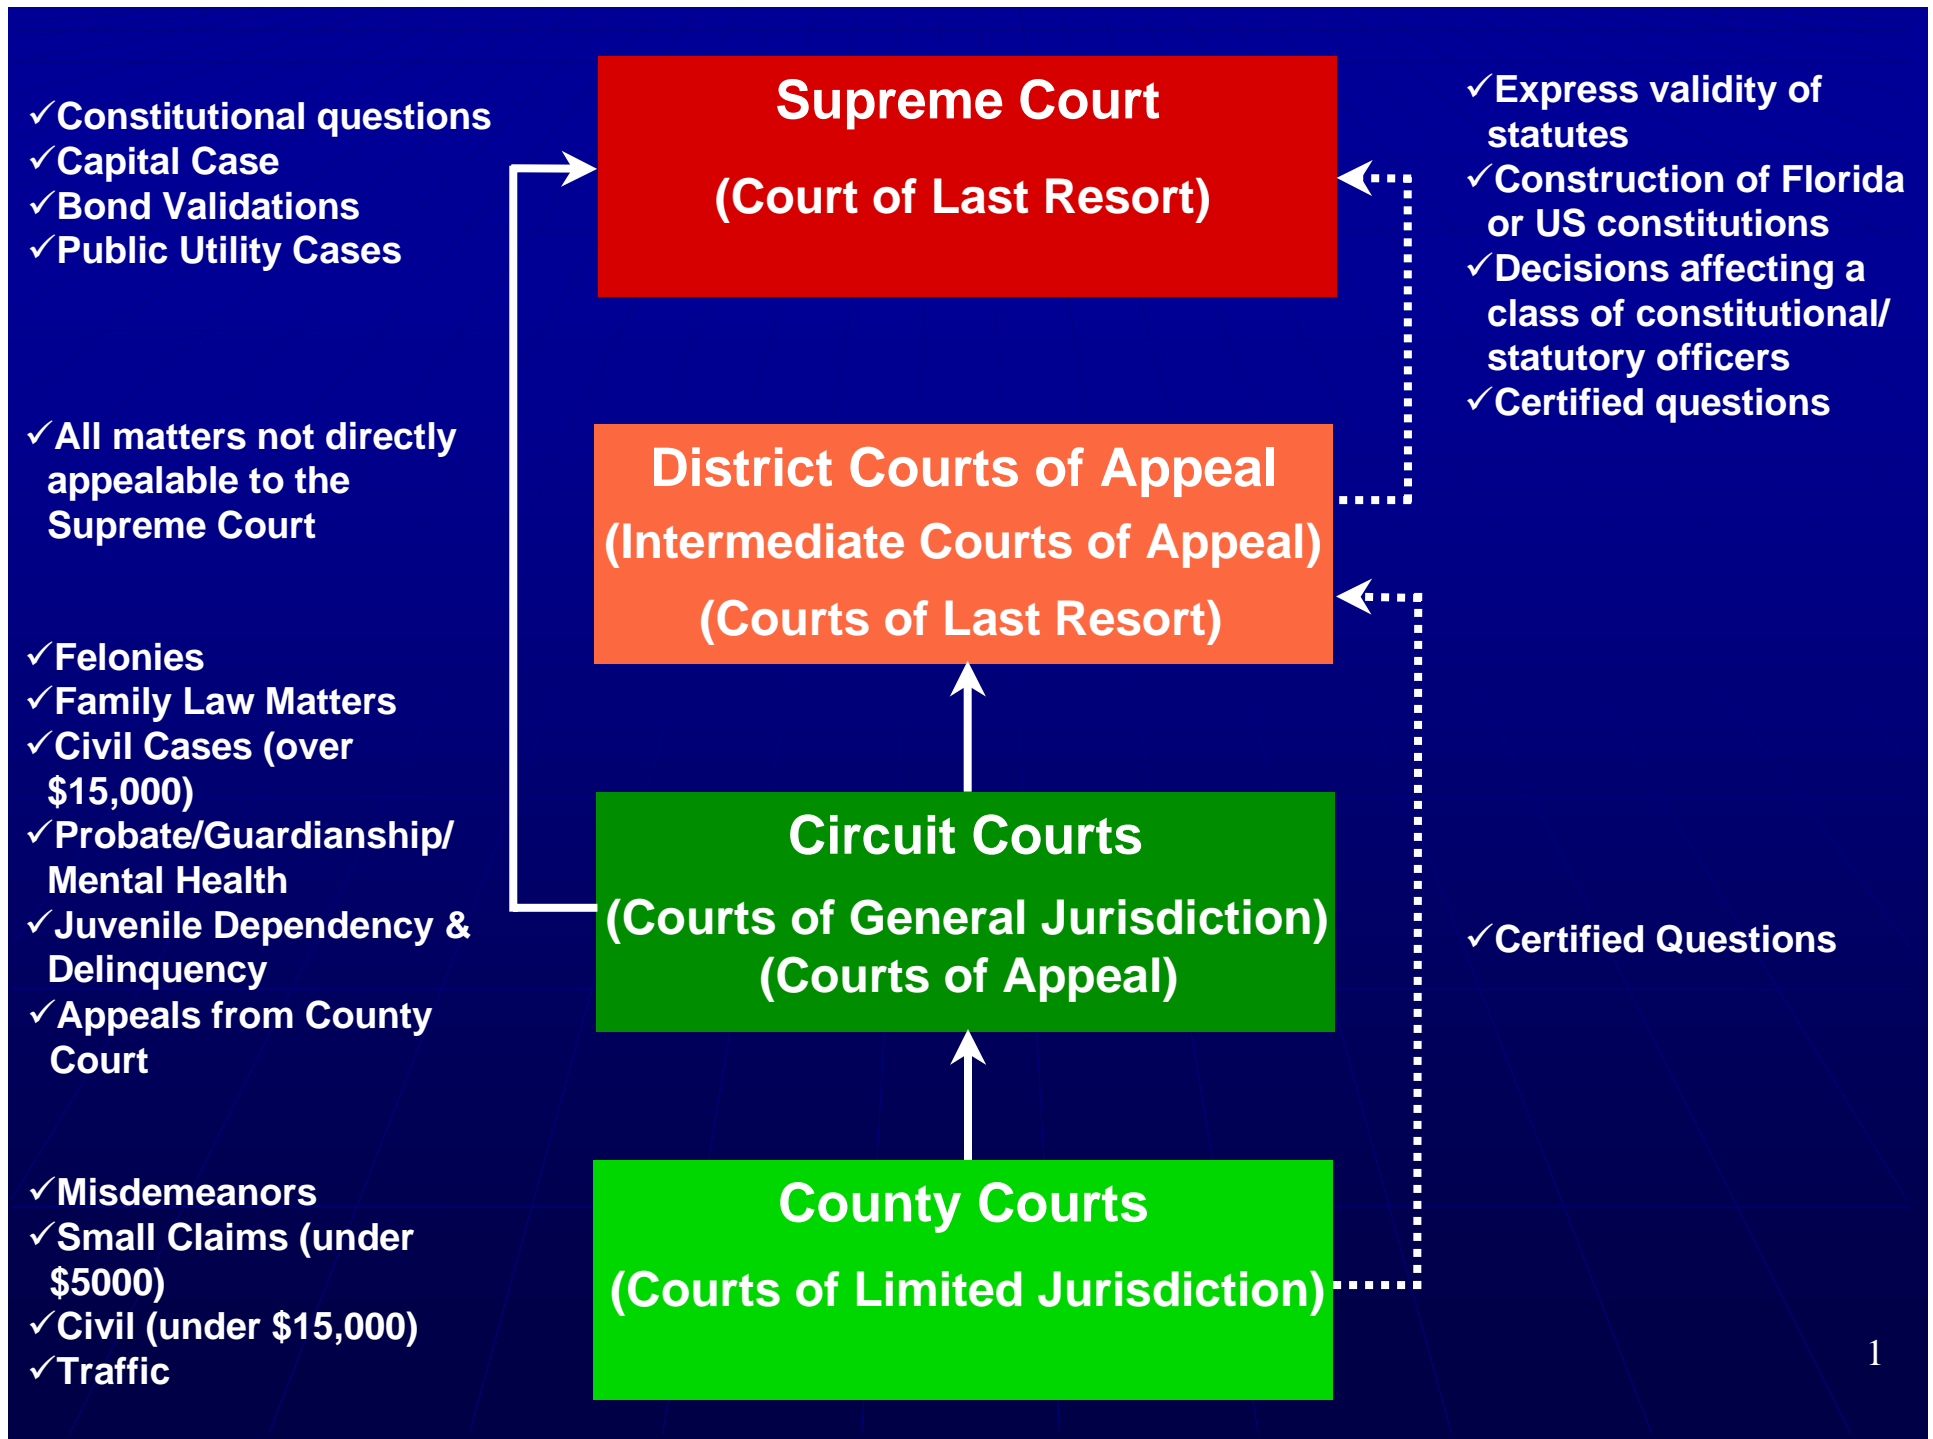 Supreme Court
(Court of Last Resort)
✓Constitutional questions
✓Capital Case
✓Bond Validations
✓Public Utility Cases
✓Express validity of
statutes
✓Construction of Florida
or US constitutions
✓Decisions affecting a
class of constitutional/
statutory officers
✓Certified questions
✓All matters not directly
appealable to the
Supreme Court
District Courts of Appeal
(Intermediate Courts of Appeal)
(Courts of Last Resort)
✓Felonies
✓Family Law Matters
✓Civil Cases (over
$15,000)
✓Probate/Guardianship/
Mental Health
✓Juvenile Dependency &
Delinquency
✓Appeals from County
Court
Circuit Courts
(Courts of General Jurisdiction)
(Courts of Appeal)
✓Certified Questions
✓Misdemeanors
✓Small Claims (under
$5000)
✓Civil (under $15,000)
✓Traffic
County Courts
(Courts of Limited Jurisdiction)
1